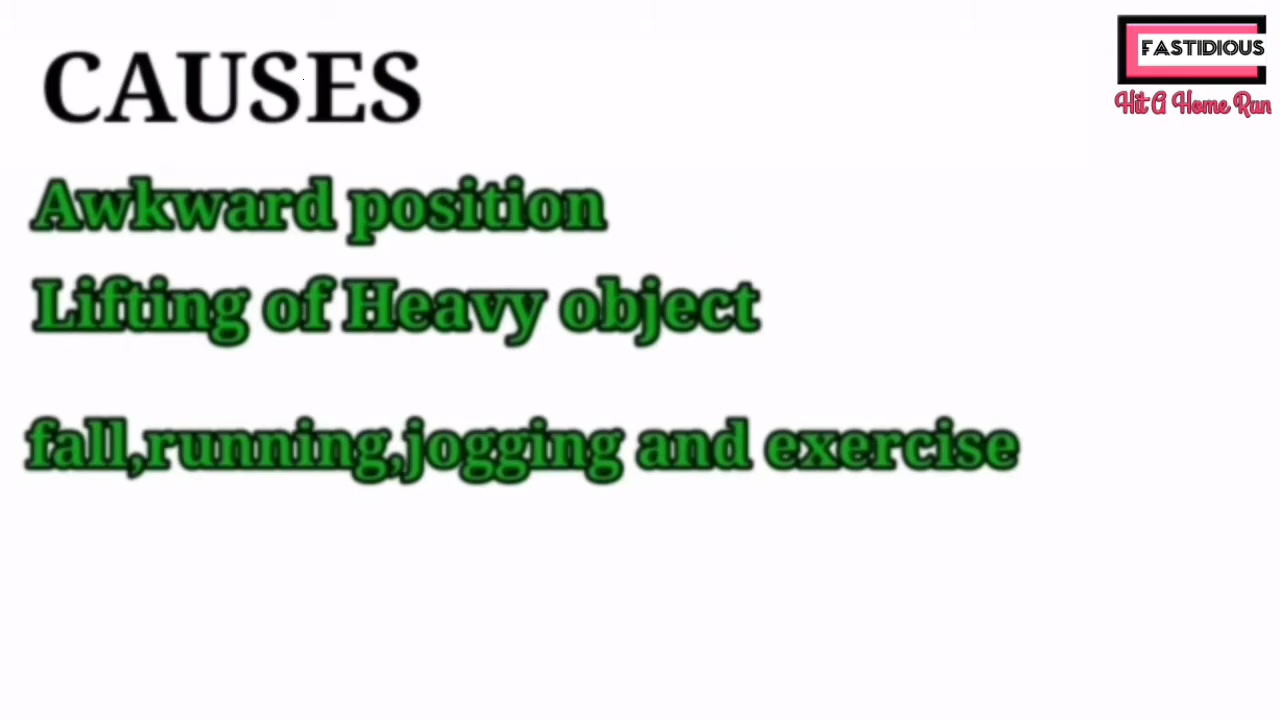 CAUSES
FASTIDIOUS
Hit A Home Run
Awkward position
Lifting of Heavy object
fall,running,jogging and exercise